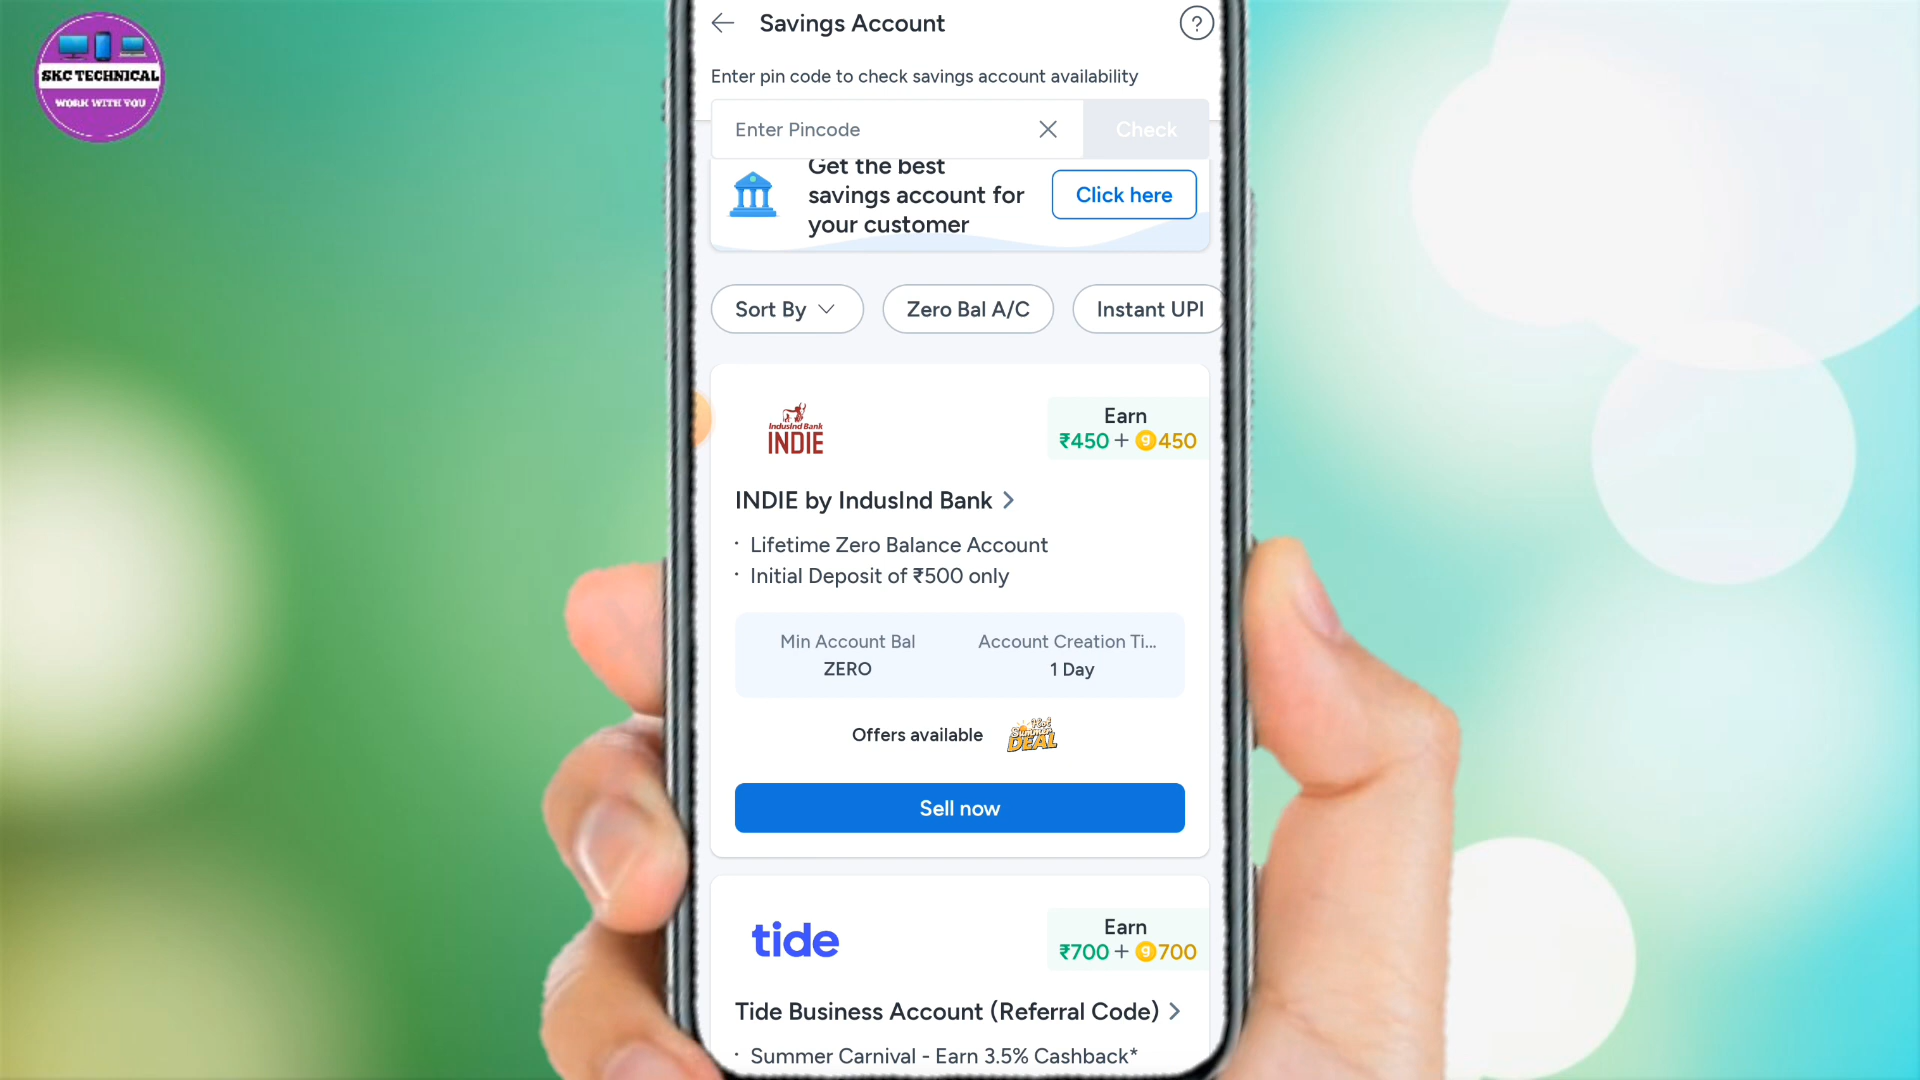 SKC TECHNICAL
WORK WITH YOU
Savings Account
?
Enter pin code to check savings account availability
Enter Pincode
Check
Get the best
savings account for
your customer
Click here
Sort By
Zero Bal A/C
Instant UPI
IndusInd Bank
INDIE
Earn
₹450 + g 450
INDIE by IndusInd Bank
· Lifetime Zero Balance Account
· Initial Deposit of ₹500 only
Min Account Bal
Account Creation Ti...
ZERO
1 Day
Offers available
Hot
Summer
DEAL
Sell now
tide
Earn
₹700 + g 700
Tide Business Account (Referral Code)
· Summer Carnival - Earn 3.5% Cashback*